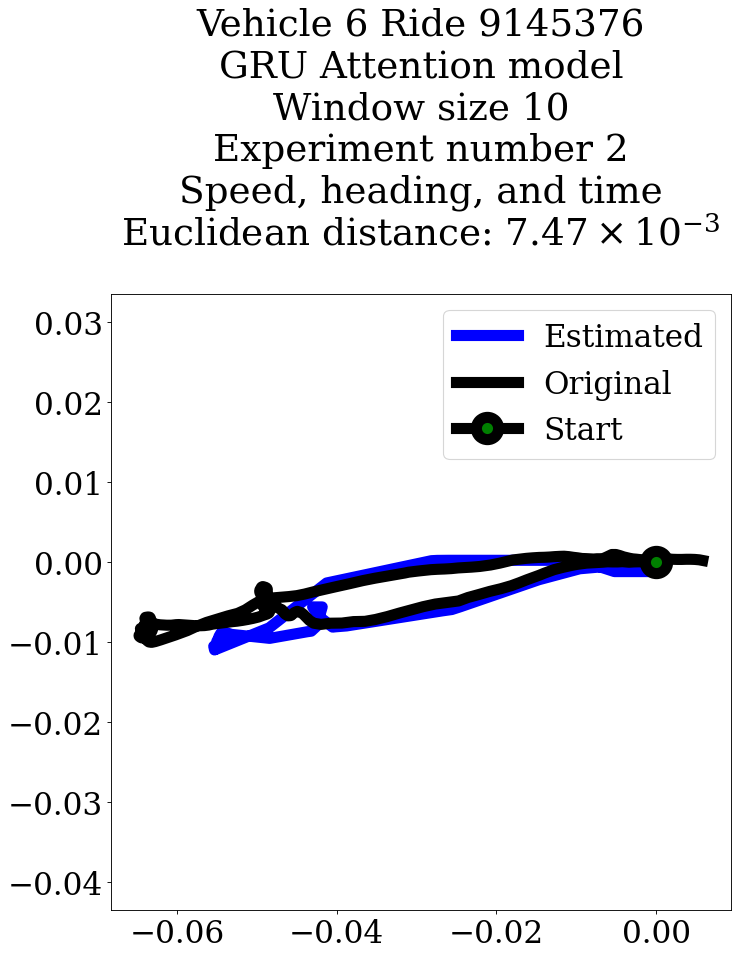 Vehicle 6 Ride 9145376
GRU Attention model
Window size 10
Experiment number 2
Speed, heading, and time
Euclidean distance: 7.47 × 10⁻³
Estimated
Original
Start
0.03
0.02
0.01
0.00
−0.01
−0.02
−0.03
−0.04
−0.06
−0.04
−0.02
0.00